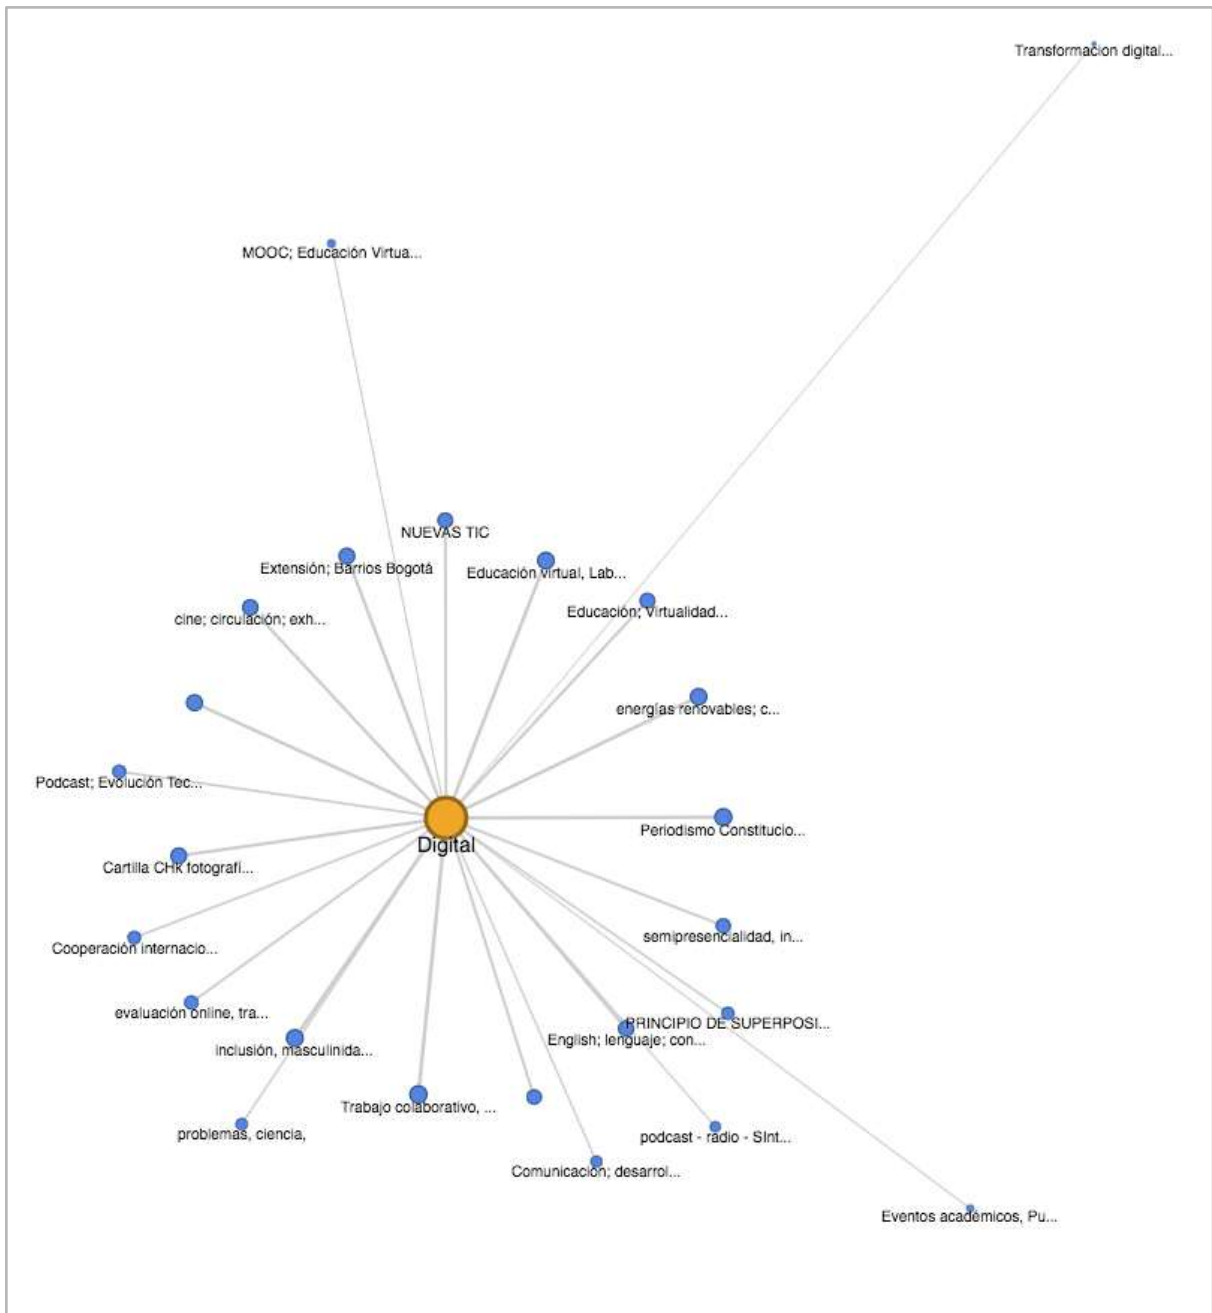 Transformacion digital...
MOOC; Educación Virtua...
NUEVAS TIC
Extensión; Barrios Bogotá
Educación virtual, Lab...
Educación; Virtualidad...
cine; circulación; exh...
energías renovables; c...
Podcast; Evolución Tec...
Periodismo Constitucio...
Digital
Cartilla CHk fotografí...
semipresencialidad, in...
Cooperación internacio...
evaluación online, tra...
PRINCIPIO DE SUPERPOSI...
English; lenguaje; con...
inclusión, masculinida...
Trabajo colaborativo, ...
problemas, ciencia,
podcast - radio - SInt...
Comunicación; desarrol...
Eventos académicos, Pu...